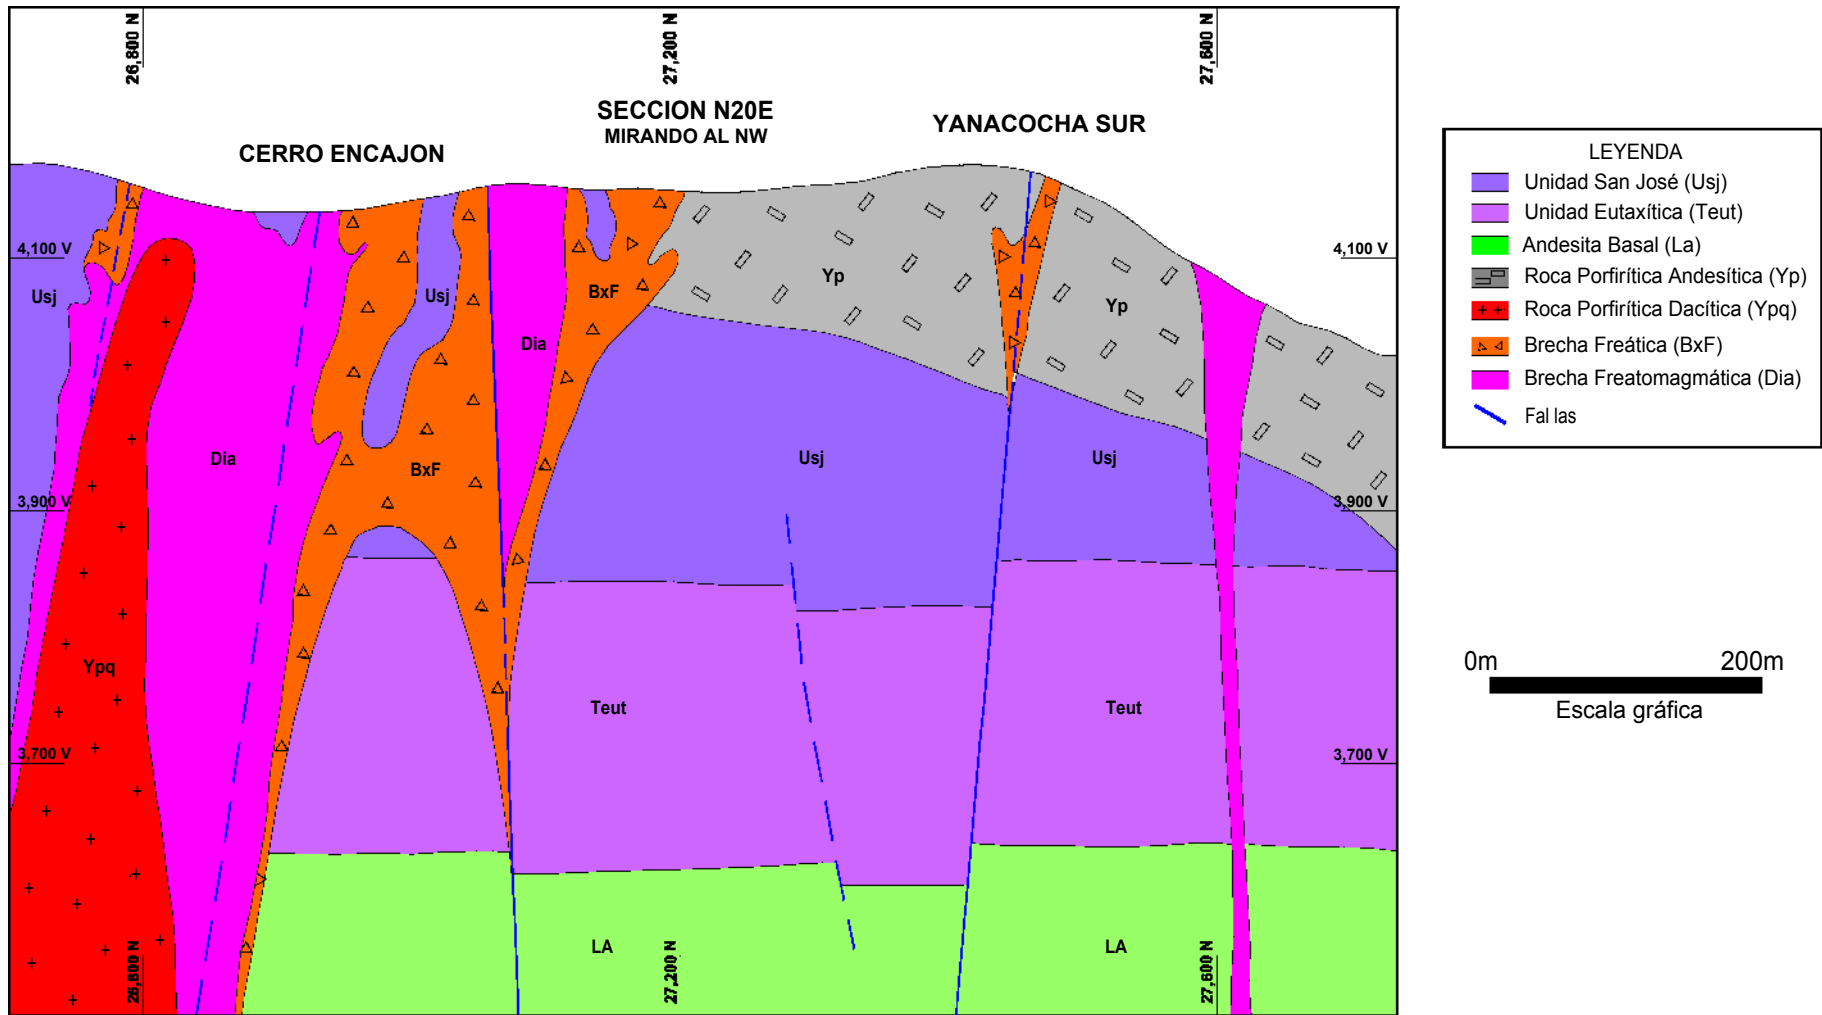 26,800 N
27,200 N
27,600 N
SECCION N20E
MIRANDO AL NW
YANACOCHA SUR
CERRO ENCAJON
4,100 V
4,100 V
Usj
Usj
BxF
Yp
Yp
Dia
Dia
BxF
Usj
Usj
3,900 V
3,900 V
Ypq
Teut
Teut
3,700 V
3,700 V
LA
LA
26,800 N
27,200 N
27,600 N
LEYENDA
Unidad San José (Usj)
Unidad Eutaxítica (Teut)
Andesita Basal (La)
Roca Porfirítica Andesítica (Yp)
Roca Porfirítica Dacítica (Ypq)
Brecha Freática (BxF)
Brecha Freatomagmática (Dia)
Fal las
0m 200m
Escala gráfica